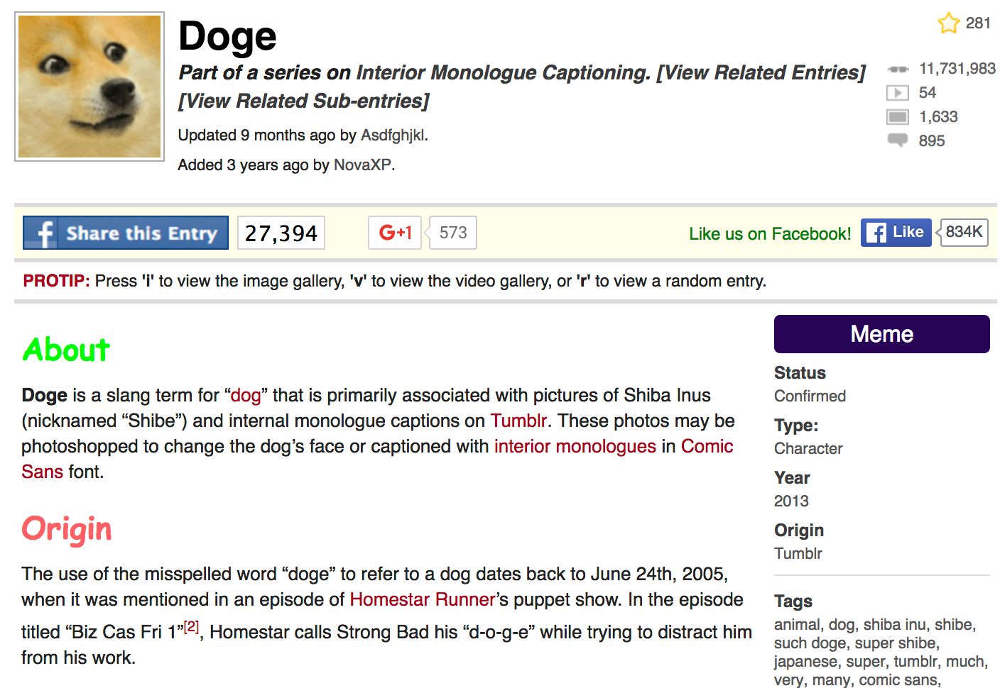 Doge
Part of a series on Interior Monologue Captioning. [View Related Entries]
[View Related Sub-entries]
Updated 9 months ago by Asdfghjkl.
Added 3 years ago by NovaXP.
281
11,731,983
54
1,633
895
f Share this Entry
27,394
G+1
573
Like us on Facebook!
f Like
834K
PROTIP: Press 'i' to view the image gallery, 'v' to view the video gallery, or 'r' to view a random entry.
About
Doge is a slang term for “dog” that is primarily associated with pictures of Shiba Inus
(nicknamed “Shibe”) and internal monologue captions on Tumblr. These photos may be
photoshopped to change the dog’s face or captioned with interior monologues in Comic
Sans font.
Origin
The use of the misspelled word “doge” to refer to a dog dates back to June 24th, 2005,
when it was mentioned in an episode of Homestar Runner’s puppet show. In the episode
titled “Biz Cas Fri 1”[2], Homestar calls Strong Bad his “d-o-g-e” while trying to distract him
from his work.
Meme
Status
Confirmed
Type:
Character
Year
2013
Origin
Tumblr
Tags
animal, dog, shiba inu, shibe,
such doge, super shibe,
japanese, super, tumblr, much,
very, many, comic sans,